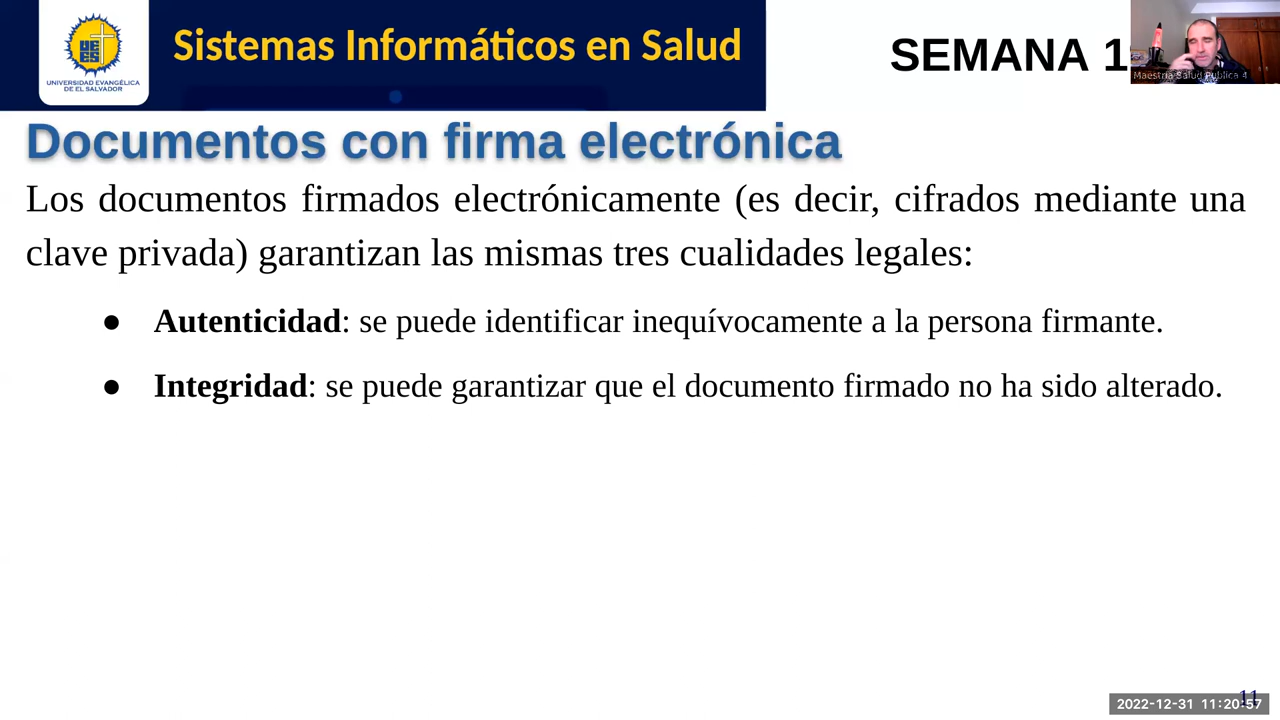 UNIVERSIDAD EVANGÉLICA
DE EL SALVADOR
Sistemas Informáticos en Salud
SEMANA 1
Maestría Salud Publica 4
Documentos con firma electrónica
Los documentos firmados electrónicamente (es decir, cifrados mediante una
clave privada) garantizan las mismas tres cualidades legales:
● Autenticidad: se puede identificar inequívocamente a la persona firmante.
● Integridad: se puede garantizar que el documento firmado no ha sido alterado.
11
2022-12-31 11:20:57